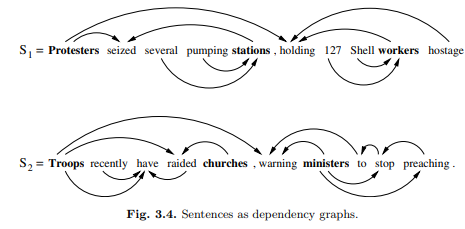 S1 = Protesters seized several pumping stations , holding 127 Shell workers hostage
S2 = Troops recently have raided churches , warning ministers to stop preaching .
Fig. 3.4. Sentences as dependency graphs.